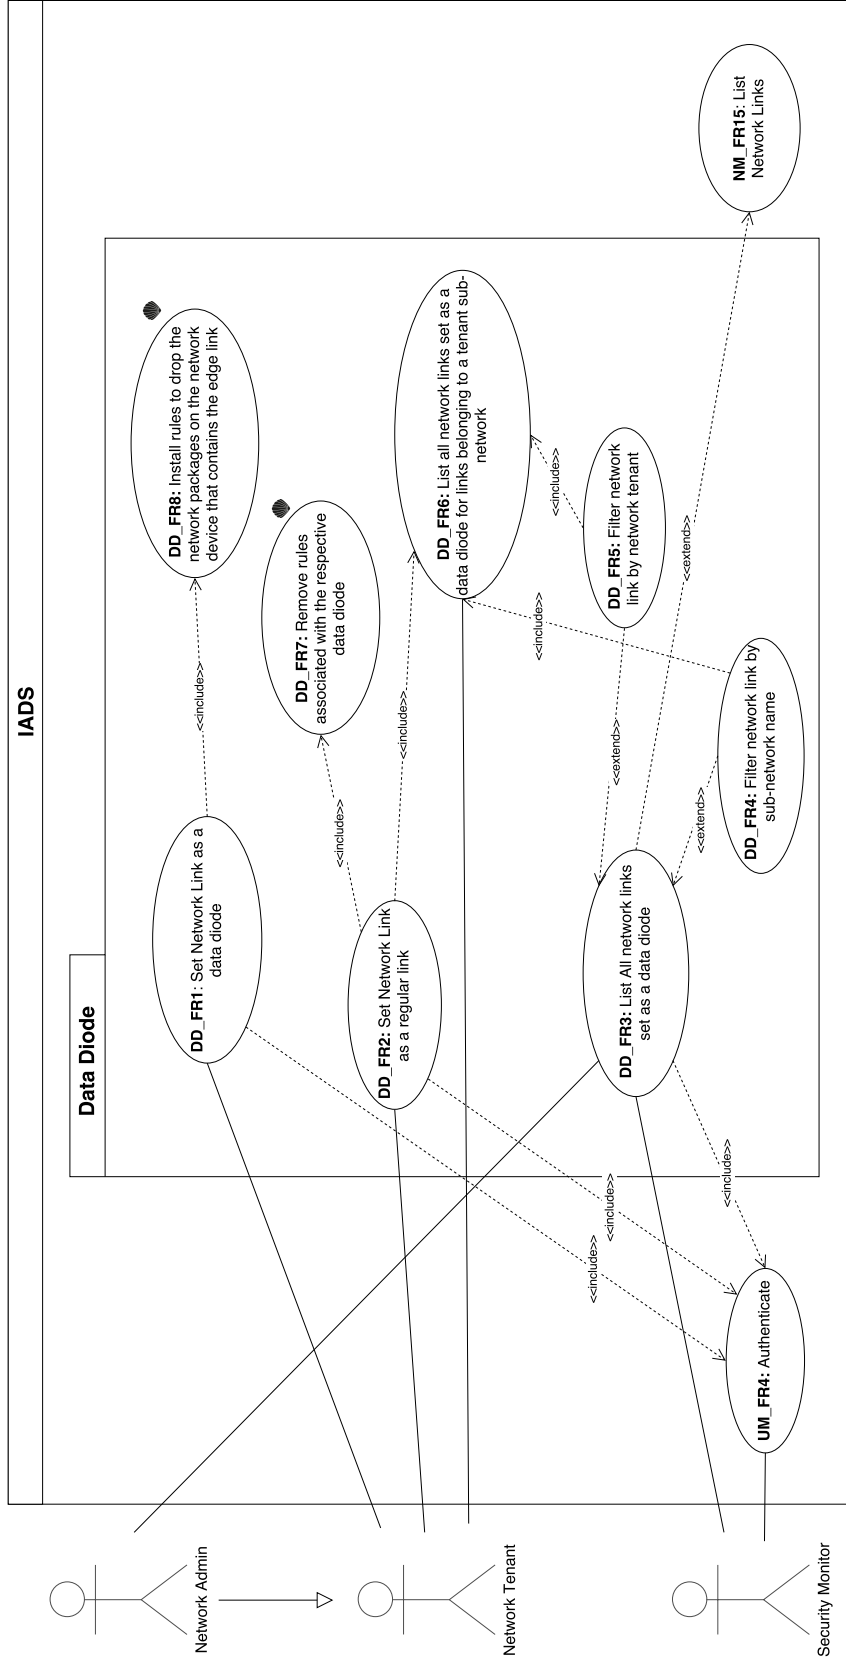 IADS
Data Diode
DD_FR1: Set Network Link as a
data diode
<<include>>
DD_FR8: Install rules to drop the
network packages on the network
device that contains the edge link
DD_FR7: Remove rules
associated with the respective
data diode
<<include>>
DD_FR2: Set Network Link
as a regular link
<<include>>
DD_FR6: List all network links set as a
data diode for links belonging to a tenant sub-
network
<<include>>
<<include>>
DD_FR5: Filter network
link by network tenant
<<extend>>
<<extend>>
DD_FR3: List All network links
set as a data diode
<<extend>>
DD_FR4: Filter network link by
sub-network name
NM_FR15: List
Network Links
<<include>>
<<include>>
<<include>>
UM_FR4: Authenticate
Network Admin
Network Tenant
Security Monitor